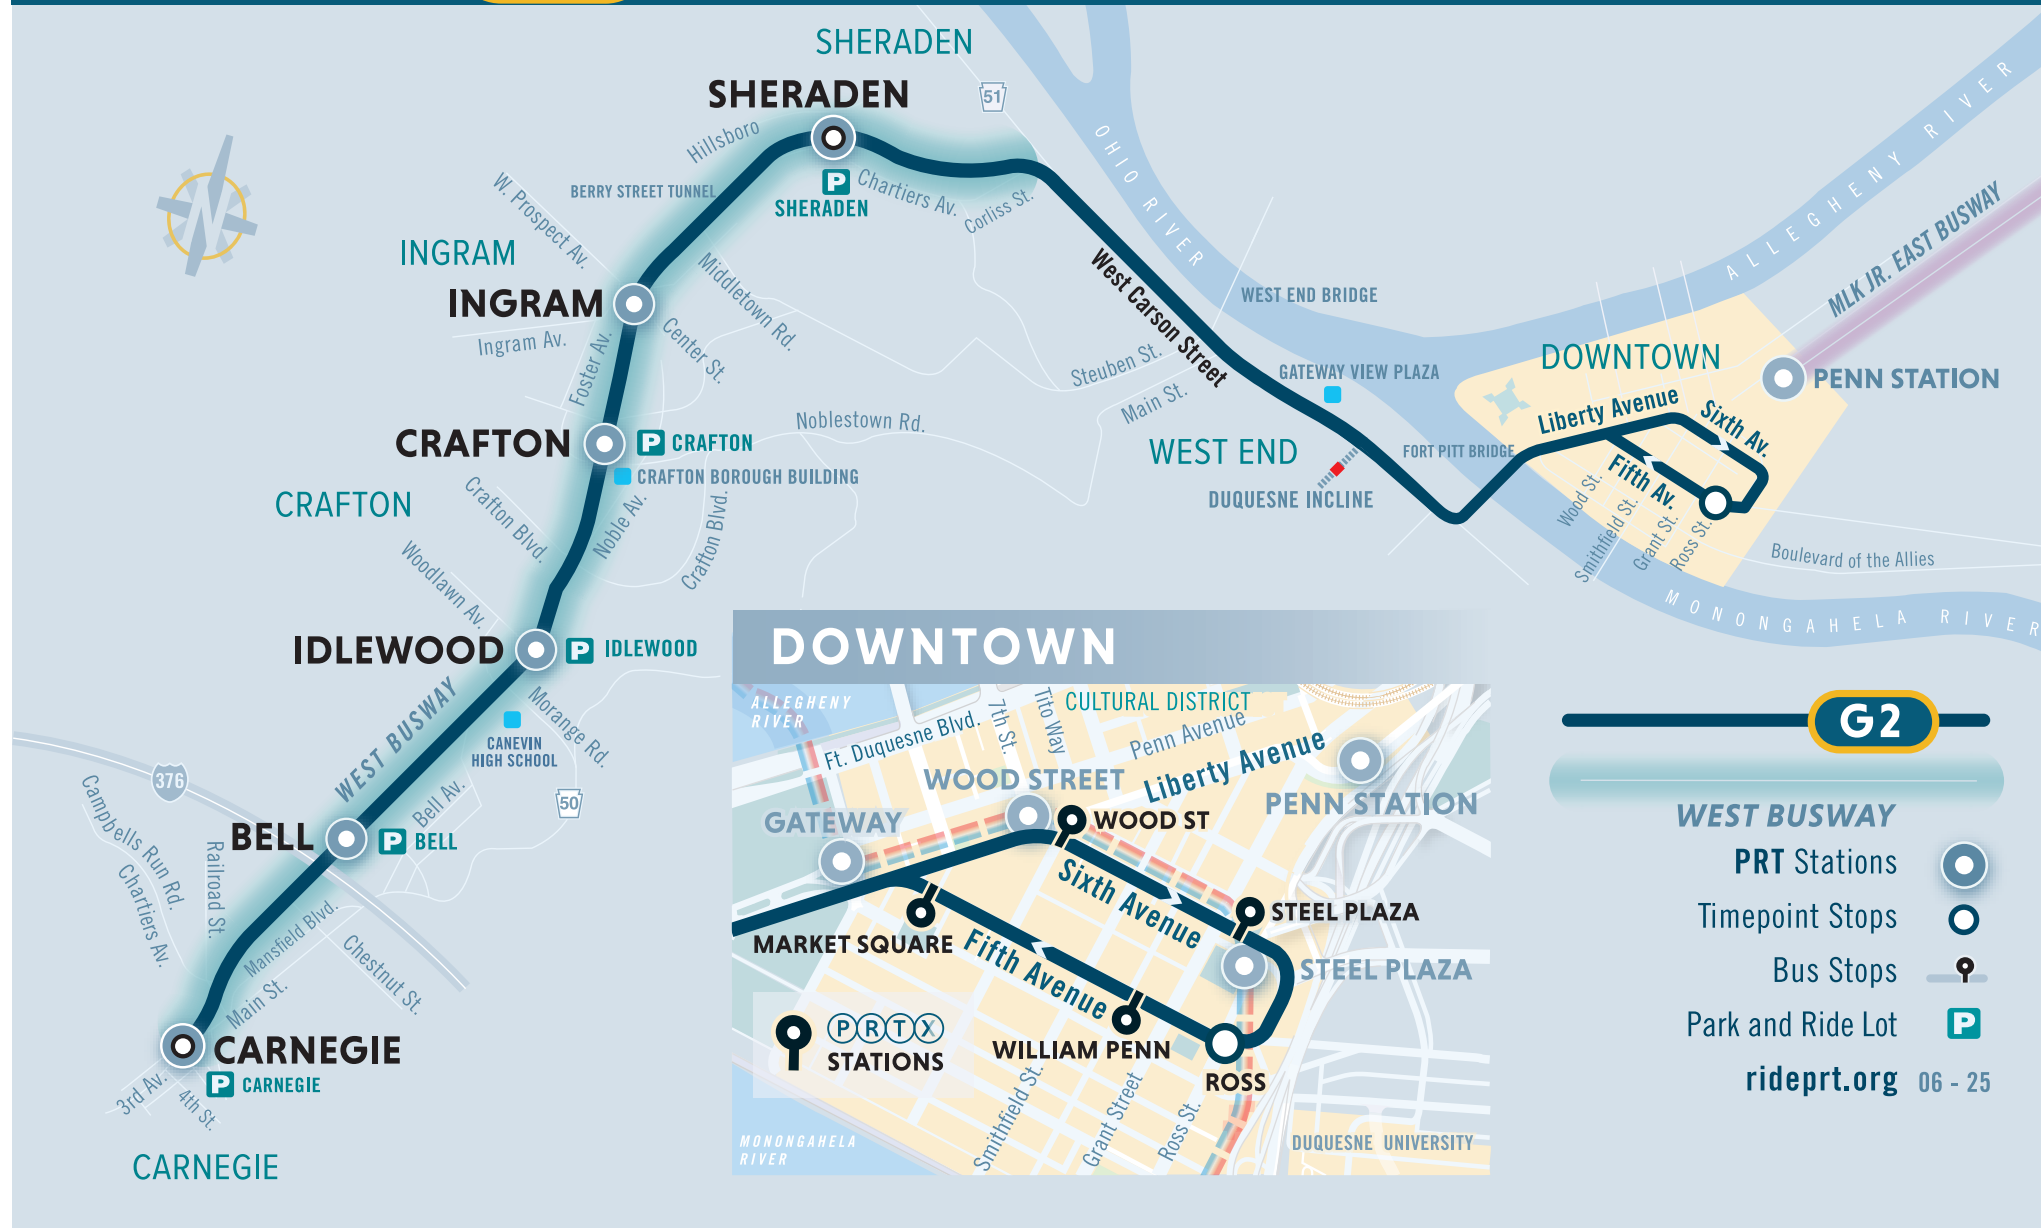 SHERADEN
SHERADEN
51
Hillsboro
BERRY STREET TUNNEL
W. Prospect Av.
SHERADEN
Chartiers Av.
Corliss St.
OHIO RIVER
ALLEGHENY RIVER
MLK JR. EAST BUSWAY
INGRAM
INGRAM
Middletown Rd.
Ingram Av.
Foster Av.
Center St.
West Carson Street
WEST END BRIDGE
Steuben St.
Main St.
GATEWAY VIEW PLAZA
DOWNTOWN
PENN STATION
Liberty Avenue
Sixth Av.
Fifth Av.
FORT PITT BRIDGE
WEST END
DUQUESNE INCLINE
Wood St.
Smithfield St.
Grant St.
Ross St.
Boulevard of the Allies
MONONGAHELA RIVER
CRAFTON
CRAFTON
Noblestown Rd.
CRAFTON BOROUGH BUILDING
CRAFTON
Crafton Blvd.
Noble Av.
Crafton Blvd.
Woodlawn Av.
IDLEWOOD
IDLEWOOD
WEST BUSWAY
Morange Rd.
CANEVIN
HIGH SCHOOL
376
50
Bell Av.
BELL
BELL
Campbells Run Rd.
Chartiers Av.
Railroad St.
Mansfield Blvd.
Main St.
Chestnut St.
CARNEGIE
CARNEGIE
3rd Av.
4th St.
CARNEGIE
DOWNTOWN
ALLEGHENY
RIVER
Ft. Duquesne Blvd.
7th St.
Tito Way
CULTURAL DISTRICT
Penn Avenue
Liberty Avenue
WOOD STREET
GATEWAY
WOOD ST
PENN STATION
Sixth Avenue
STEEL PLAZA
STEEL PLAZA
MARKET SQUARE
Fifth Avenue
WILLIAM PENN
ROSS
PRTX
STATIONS
Smithfield St.
Grant Street
Ross St.
MONONGAHELA
RIVER
DUQUESNE UNIVERSITY
G2
WEST BUSWAY
PRT Stations
Timepoint Stops
Bus Stops
Park and Ride Lot
P
rideprt.org 06 - 25